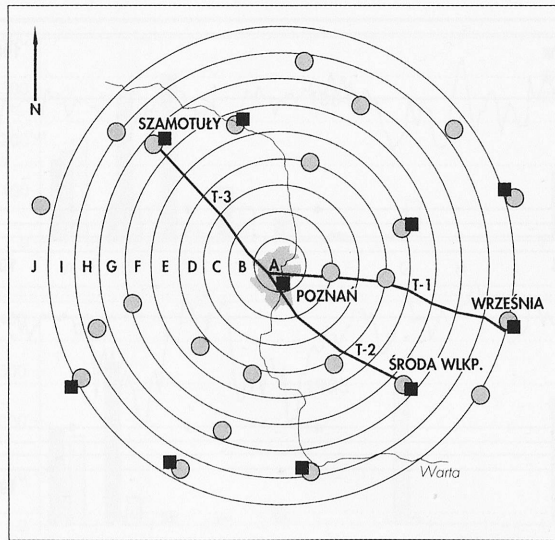 N
SZAMOTUŁY
T-3
J I H G F E D C B A
POZNAŃ
T-1
WRZEŚNIA
T-2
ŚRODA WLKP.
Warta